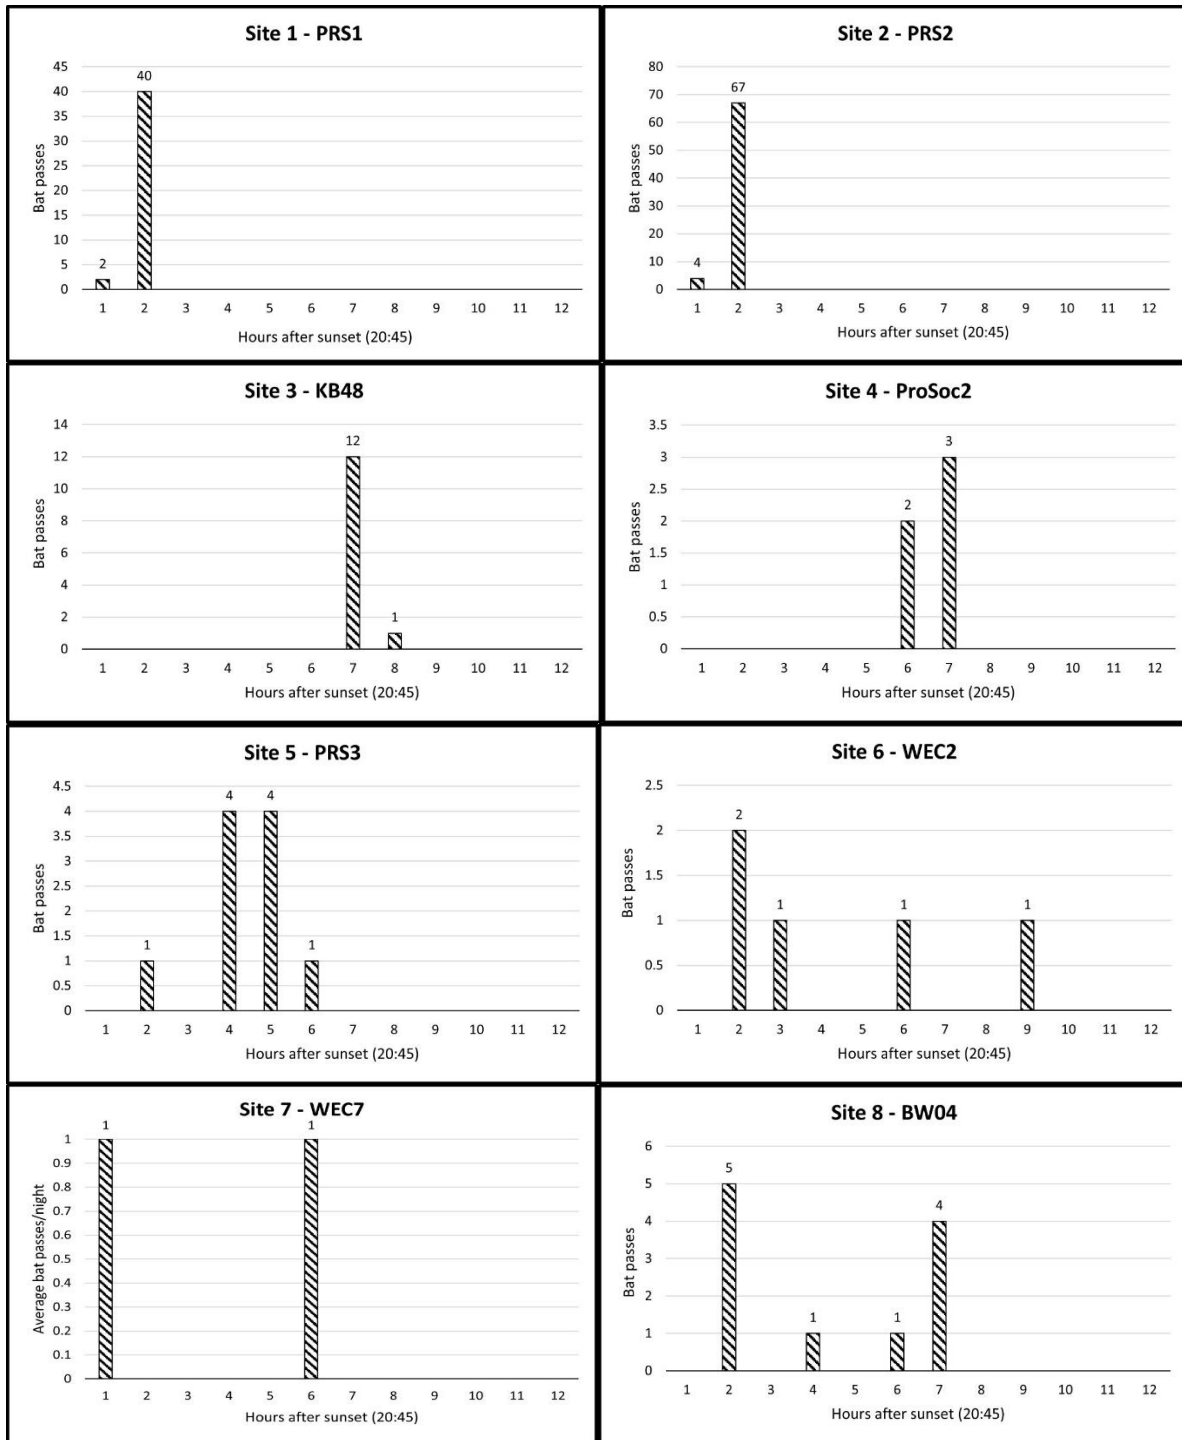 Site 1 - PRS1
45
40
35
30
25
20
15
10
5
0
Bat passes
2
40
1 2 3 4 5 6 7 8 9 10 11 12
Hours after sunset (20:45)
Site 2 - PRS2
80
70
60
50
40
30
20
10
0
Bat passes
4
67
1 2 3 4 5 6 7 8 9 10 11 12
Hours after sunset (20:45)
Site 3 - KB48
14
12
10
8
6
4
2
0
Bat passes
12
1
1 2 3 4 5 6 7 8 9 10 11 12
Hours after sunset (20:45)
Site 4 - ProSoc2
3.5
3
2.5
2
1.5
1
0.5
0
Bat passes
2
3
1 2 3 4 5 6 7 8 9 10 11 12
Hours after sunset (20:45)
Site 5 - PRS3
4.5
4
3.5
3
2.5
2
1.5
1
0.5
0
Bat passes
1
4
4
1
1 2 3 4 5 6 7 8 9 10 11 12
Hours after sunset (20:45)
Site 6 - WEC2
2.5
2
1.5
1
0.5
0
Bat passes
2
1
1
1
1 2 3 4 5 6 7 8 9 10 11 12
Hours after sunset (20:45)
Site 7 - WEC7
1
0.9
0.8
0.7
0.6
0.5
0.4
0.3
0.2
0.1
0
Average bat passes/night
1
1
1 2 3 4 5 6 7 8 9 10 11 12
Hours after sunset (20:45)
Site 8 - BW04
6
5
4
3
2
1
0
Bat passes
5
1
1
4
1 2 3 4 5 6 7 8 9 10 11 12
Hours after sunset (20:45)